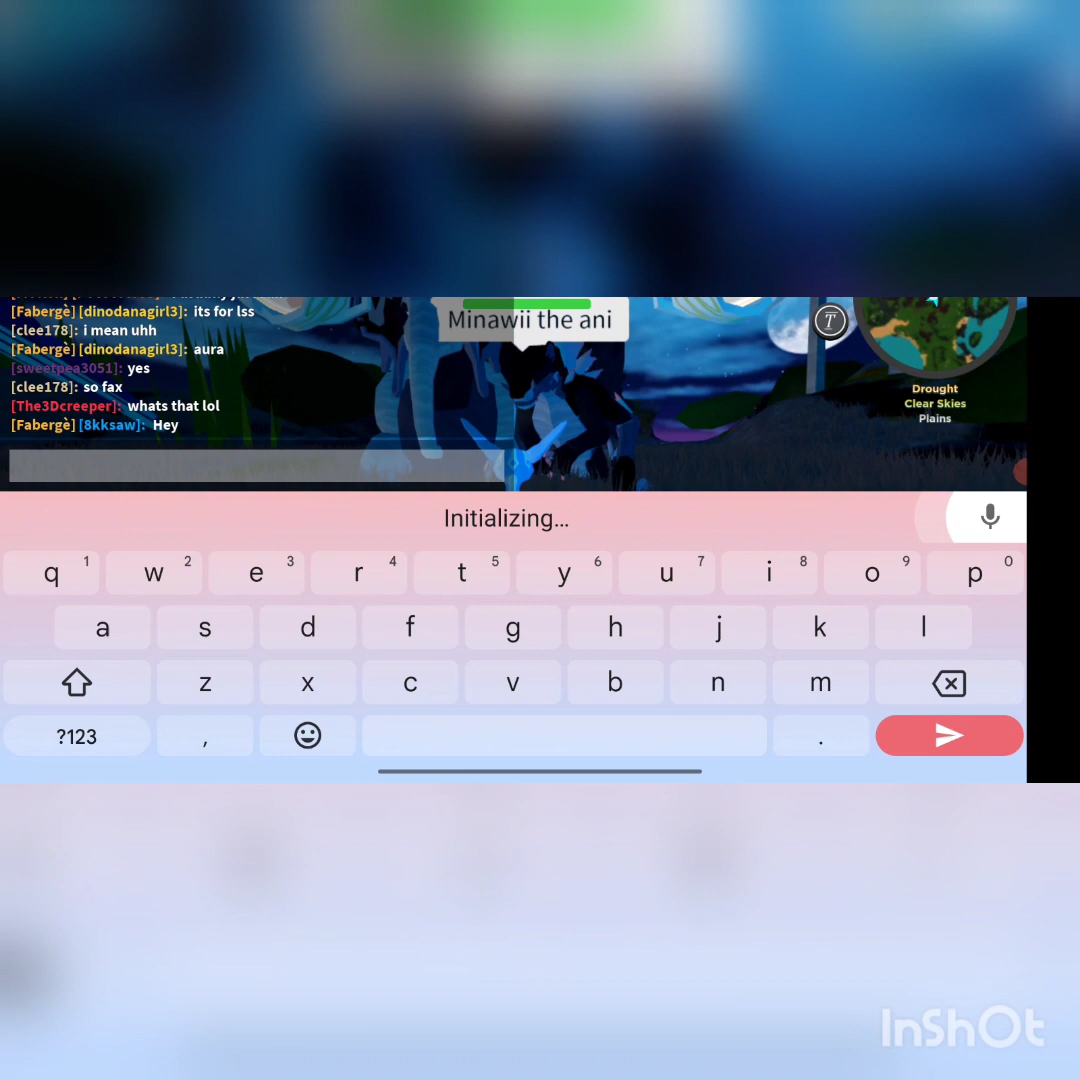 [Fabergè] [dinodanagirl3]: its for lss
[clee178]: i mean uhh
[Fabergè] [dinodanagirl3]: aura
[sweetpea3051]: yes
[clee178]: so fax
[The3Dcreeper]: whats that lol
[Fabergè] [8kksaw]: Hey
Minawii the ani
T
Drought
Clear Skies
Plains
Initializing...
q 1 w 2 e 3 r 4 t 5 y 6 u 7 i 8 o 9 p 0
a s d f g h j k l
z x c v b n m
?123 , .
InShOt